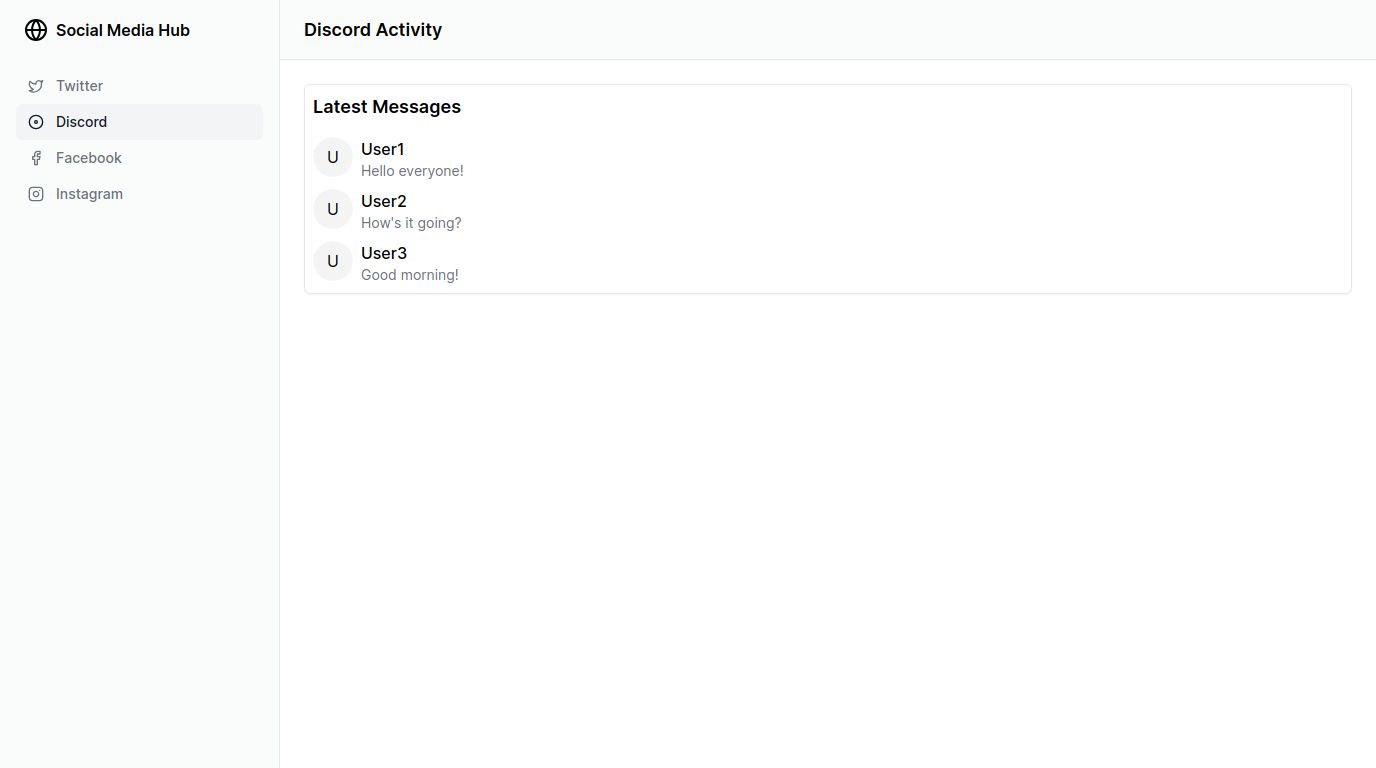 Social Media Hub
Twitter
Discord
Facebook
Instagram
Discord Activity
Latest Messages
U
User1
Hello everyone!
U
User2
How's it going?
U
User3
Good morning!